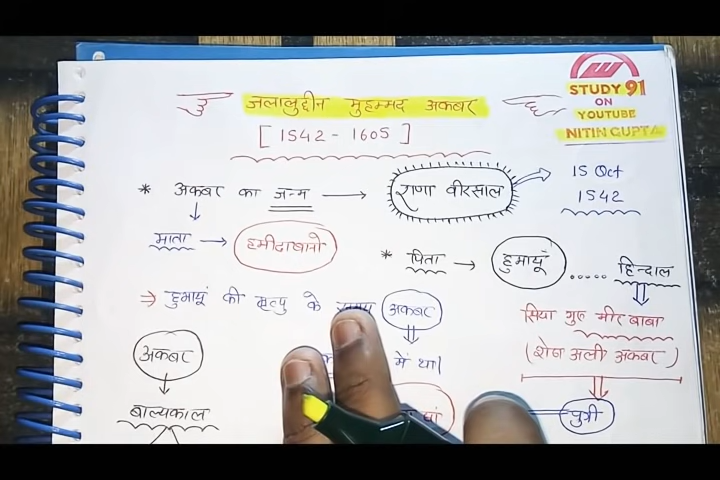 STUDY 91
ON
YOUTUBE
NITIN GUPTA
जलालुद्दीन मुहम्मद अकबर
[ 1542 - 1605 ]
* अकबर का जन्म → राणा वीरसाल
15 Oct
1542
माता → हमीदाबानो
* पिता → हुमायूं ..... हिन्दाल
⇒ हुमायूं की मृत्यु के समय अकबर
में था।
सिया गुरु मीर बाबा
(शेख अली अकबर)
पुत्री
अकबर
बाल्यकाल